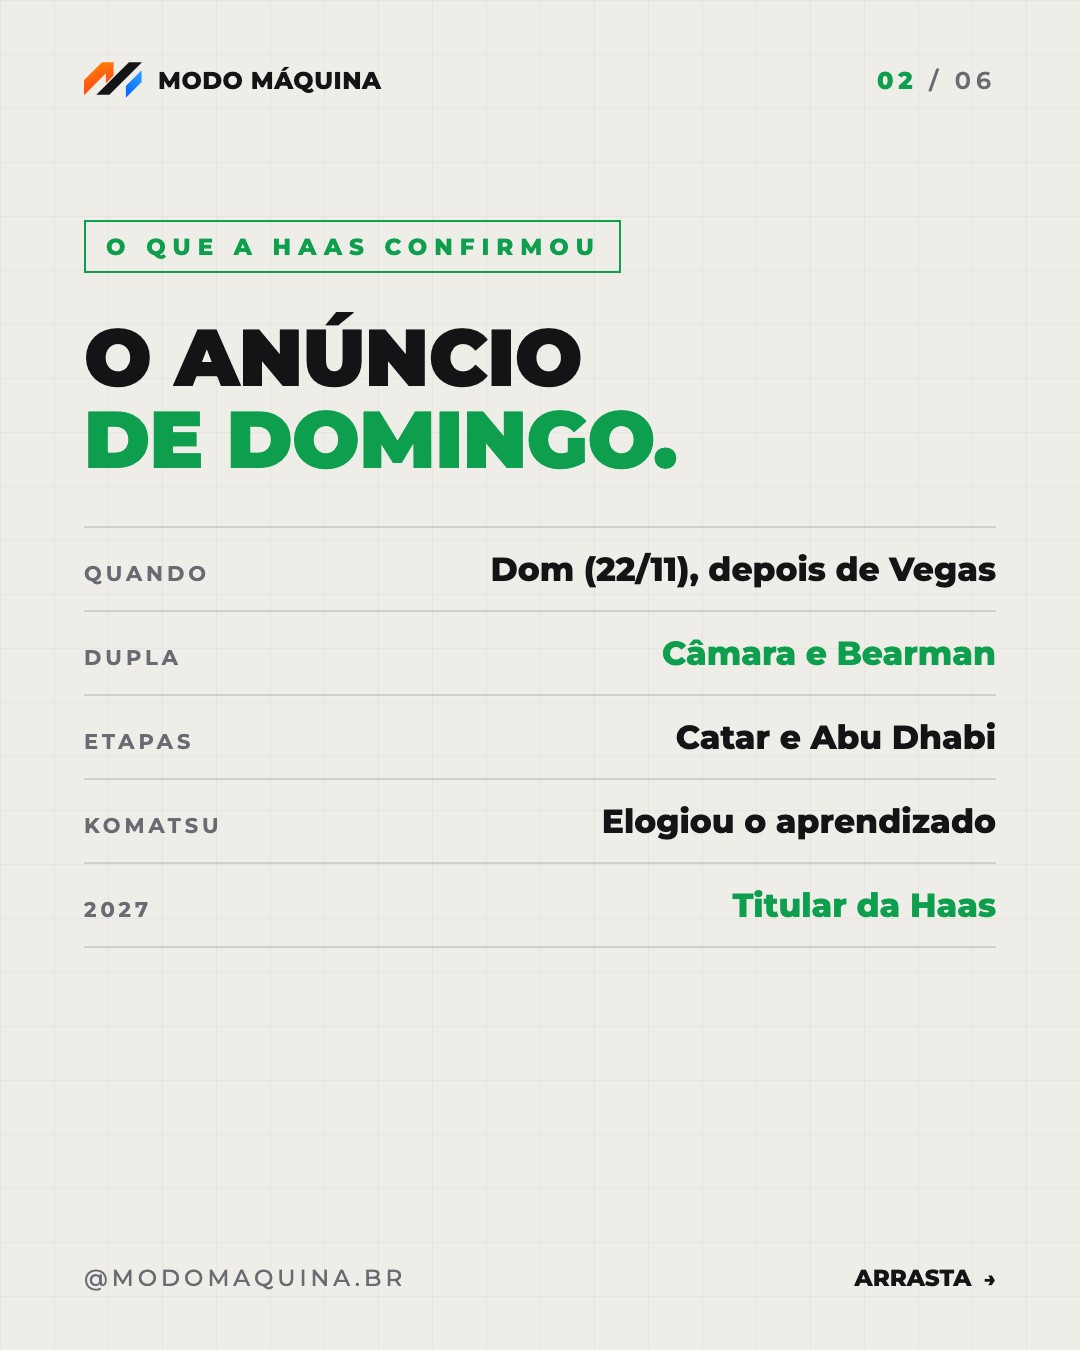 MODO MÁQUINA
02 / 06
O QUE A HAAS CONFIRMOU
O ANÚNCIO
DE DOMINGO.
QUANDO Dom (22/11), depois de Vegas
DUPLA Câmara e Bearman
ETAPAS Catar e Abu Dhabi
KOMATSU Elogiou o aprendizado
2027 Titular da Haas
@MODOMAQUINA.BR
ARRASTA →